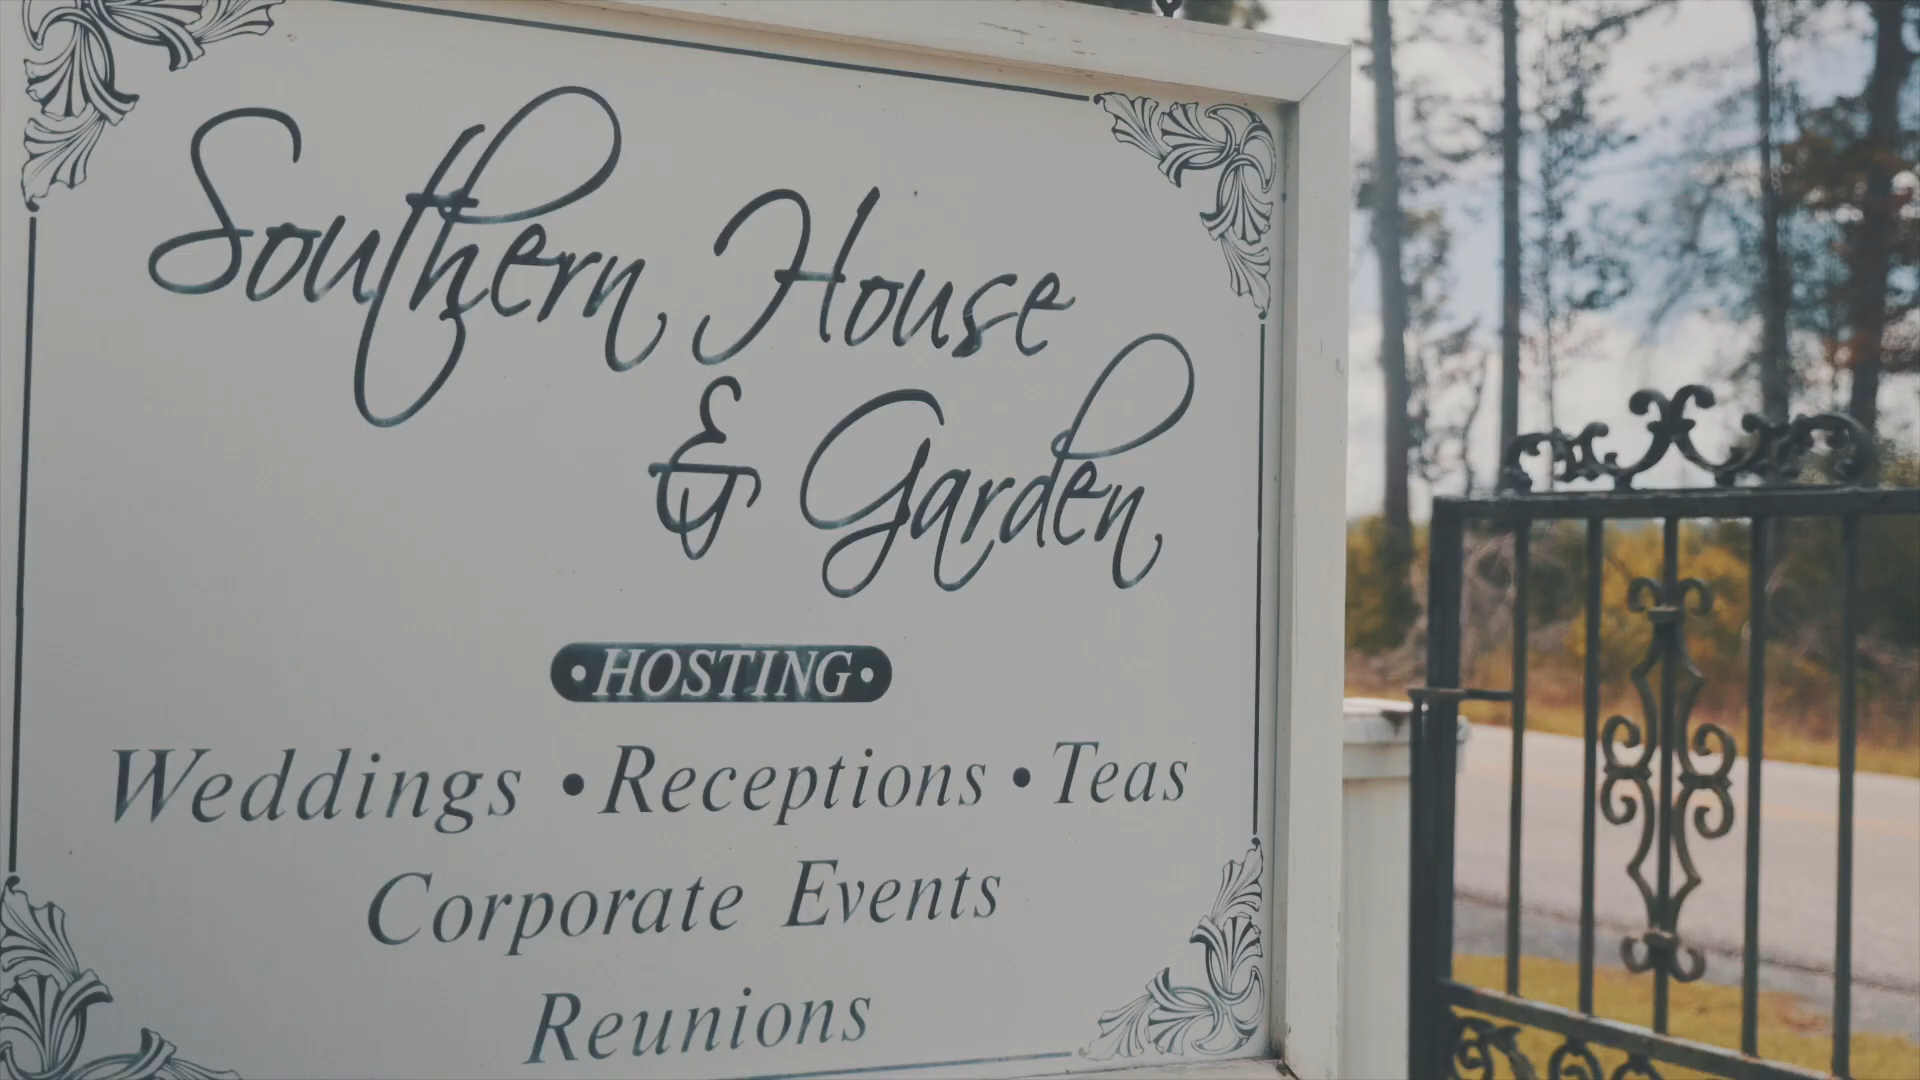 Southern House
& Garden
• HOSTING •
Weddings • Receptions • Teas
Corporate Events
Reunions